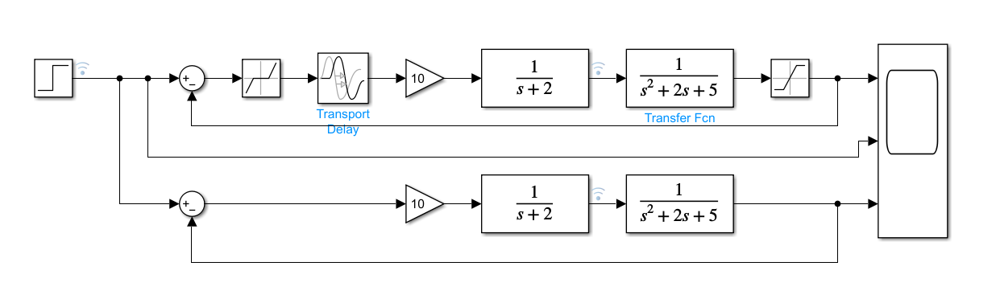 +
−
10
1
s + 2
1
s² + 2s + 5
Transport
Delay
Transfer Fcn
+
−
10
1
s + 2
1
s² + 2s + 5